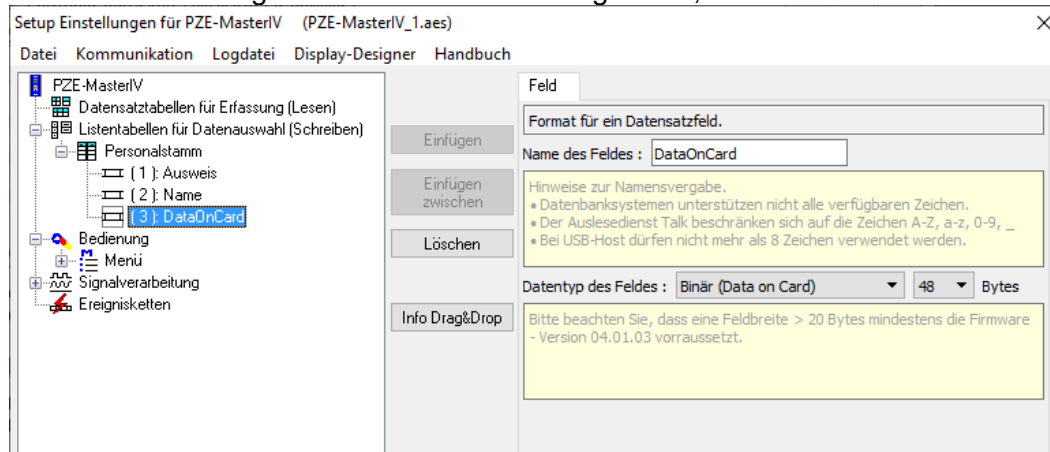 Setup Einstellungen für PZE-MasterIV (PZE-MasterIV_1.aes)
Datei Kommunikation Logdatei Display-Designer Handbuch
PZE-MasterIV
Datensatztabellen für Erfassung (Lesen)
Listentabellen für Datenauswahl (Schreiben)
Personalstamm
( 1 ): Ausweis
( 2 ): Name
( 3 ): DataOnCard
Bedienung
Menü
Signalverarbeitung
Ereignisketten
Einfügen
Einfügen
zwischen
Löschen
Info Drag&Drop
Feld
Format für ein Datensatzfeld.
Name des Feldes : DataOnCard
Hinweise zur Namensvergabe.
• Datenbanksystemen unterstützen nicht alle verfügbaren Zeichen.
• Der Auslesedienst Talk beschränken sich auf die Zeichen A-Z, a-z, 0-9, _
• Bei USB-Host dürfen nicht mehr als 8 Zeichen verwendet werden.
Datentyp des Feldes : Binär (Data on Card) 48 Bytes
Bitte beachten Sie, dass eine Feldbreite > 20 Bytes mindestens die Firmware
- Version 04.01.03 vorraussetzt.